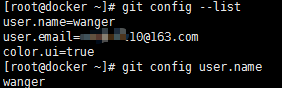 [root@docker ~]# git config --list
user.name=wanger
user.email=10@163.com
color.ui=true
[root@docker ~]# git config user.name
wanger